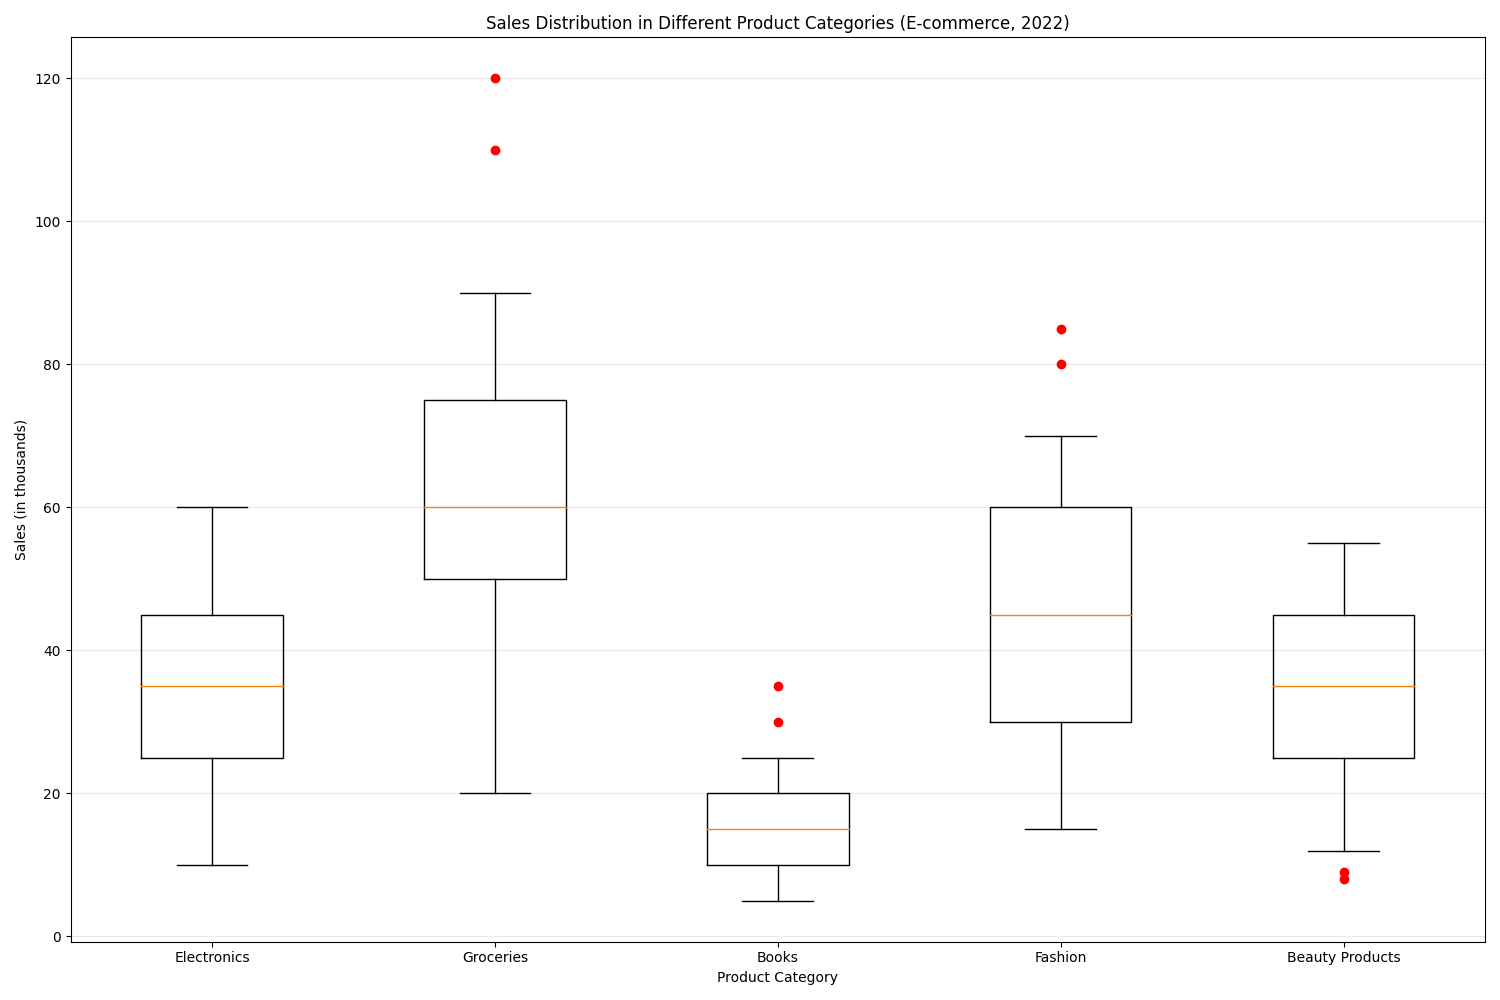 Sales Distribution in Different Product Categories (E-commerce, 2022)
Sales (in thousands)
120
100
80
60
40
20
0
Electronics Groceries Books Fashion Beauty Products
Product Category